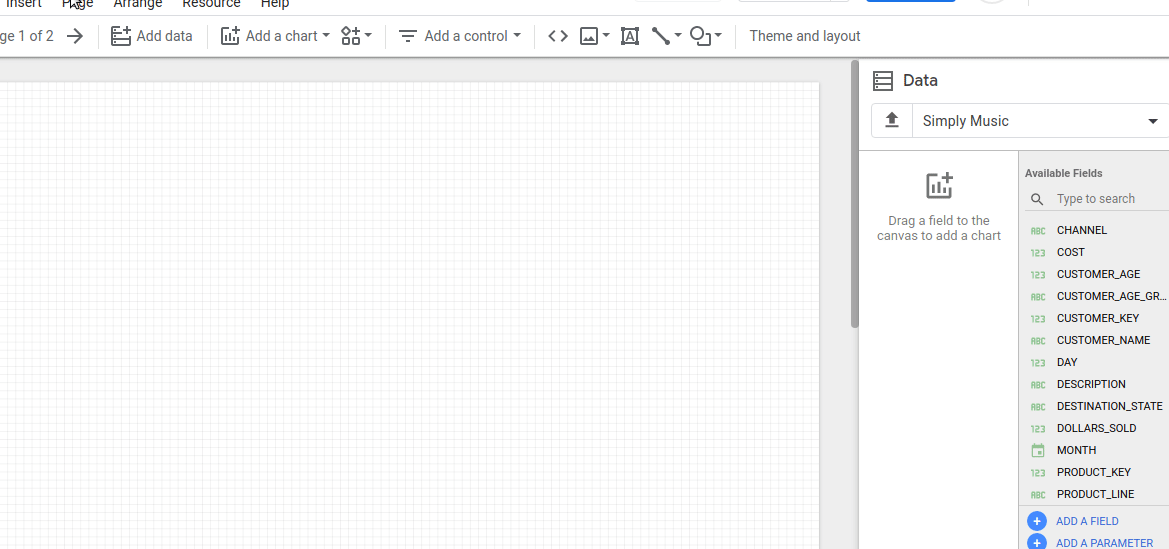 Insert Page Arrange Resource Help
ge 1 of 2 Add data Add a chart Add a control A Theme and layout
Data
Simply Music
Drag a field to the
canvas to add a chart
Available Fields
Type to search
ABC CHANNEL
123 COST
123 CUSTOMER_AGE
ABC CUSTOMER_AGE_GR...
123 CUSTOMER_KEY
ABC CUSTOMER_NAME
123 DAY
ABC DESCRIPTION
ABC DESTINATION_STATE
123 DOLLARS_SOLD
MONTH
123 PRODUCT_KEY
ABC PRODUCT_LINE
ADD A FIELD
ADD A PARAMETER